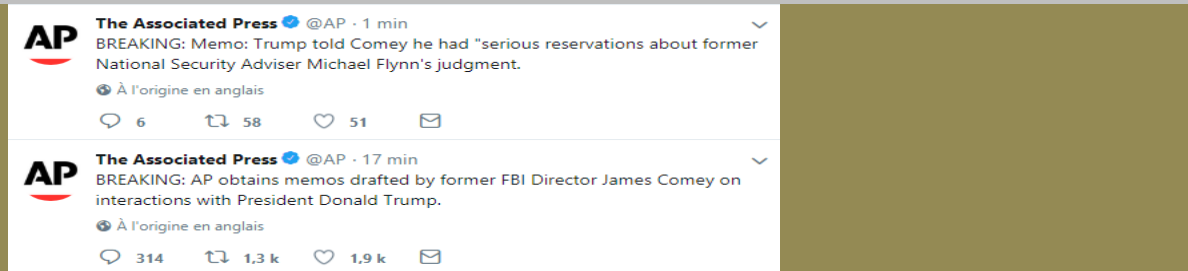 AP The Associated Press @AP · 1 min
BREAKING: Memo: Trump told Comey he had "serious reservations about former
National Security Adviser Michael Flynn's judgment.
À l'origine en anglais
6 58 51
AP The Associated Press @AP · 17 min
BREAKING: AP obtains memos drafted by former FBI Director James Comey on
interactions with President Donald Trump.
À l'origine en anglais
314 1,3 k 1,9 k